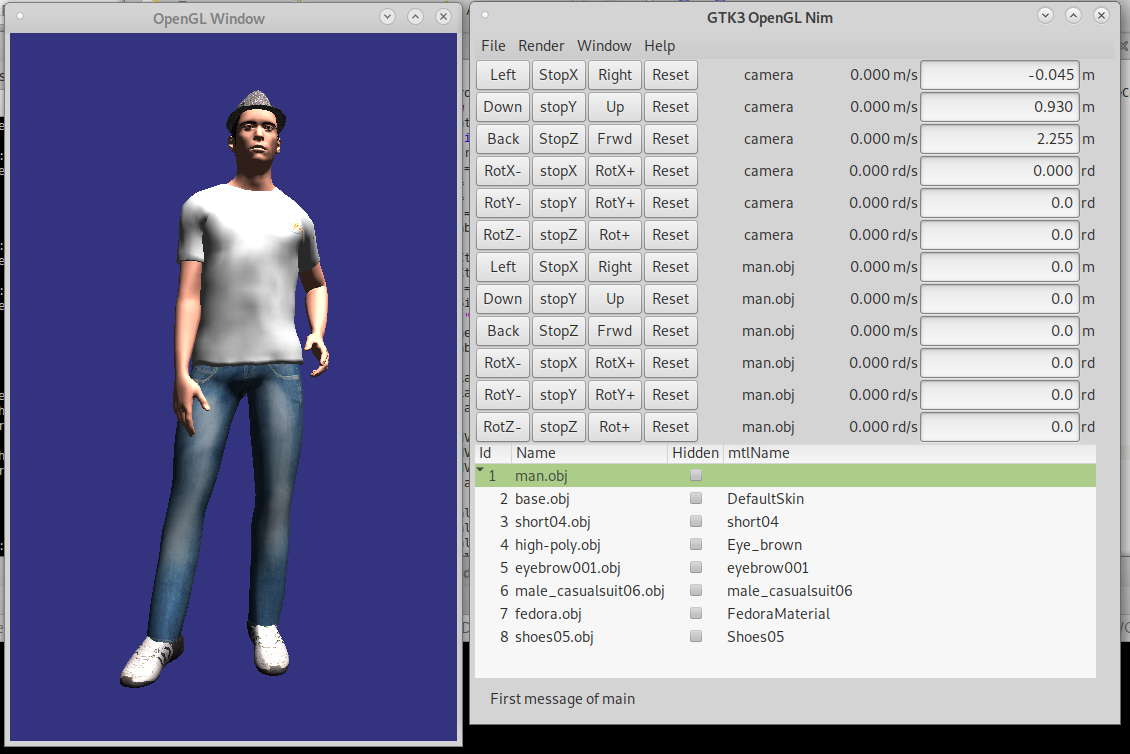 OpenGL Window
GTK3 OpenGL Nim
File Render Window Help
Left StopX Right Reset camera 0.000 m/s -0.045 m
Down stopY Up Reset camera 0.000 m/s 0.930 m
Back StopZ Frwd Reset camera 0.000 m/s 2.255 m
RotX- stopX RotX+ Reset camera 0.000 rd/s 0.000 rd
RotY- stopY RotY+ Reset camera 0.000 rd/s 0.0 rd
RotZ- stopZ Rot+ Reset camera 0.000 rd/s 0.0 rd
Left StopX Right Reset man.obj 0.000 m/s 0.0 m
Down stopY Up Reset man.obj 0.000 m/s 0.0 m
Back StopZ Frwd Reset man.obj 0.000 m/s 0.0 m
RotX- stopX RotX+ Reset man.obj 0.000 rd/s 0.0 rd
RotY- stopY RotY+ Reset man.obj 0.000 rd/s 0.0 rd
RotZ- stopZ Rot+ Reset man.obj 0.000 rd/s 0.0 rd
Id Name Hidden mtlName
1 man.obj
2 base.obj DefaultSkin
3 short04.obj short04
4 high-poly.obj Eye_brown
5 eyebrow001.obj eyebrow001
6 male_casualsuit06.obj male_casualsuit06
7 fedora.obj FedoraMaterial
8 shoes05.obj Shoes05
First message of main